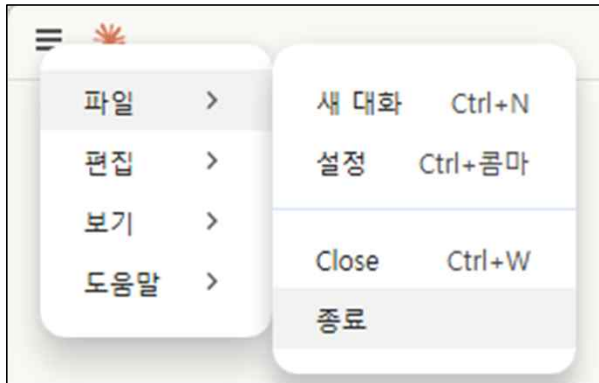 파일
편집
보기
도움말
새 대화 Ctrl+N
설정 Ctrl+콤마
Close Ctrl+W
종료